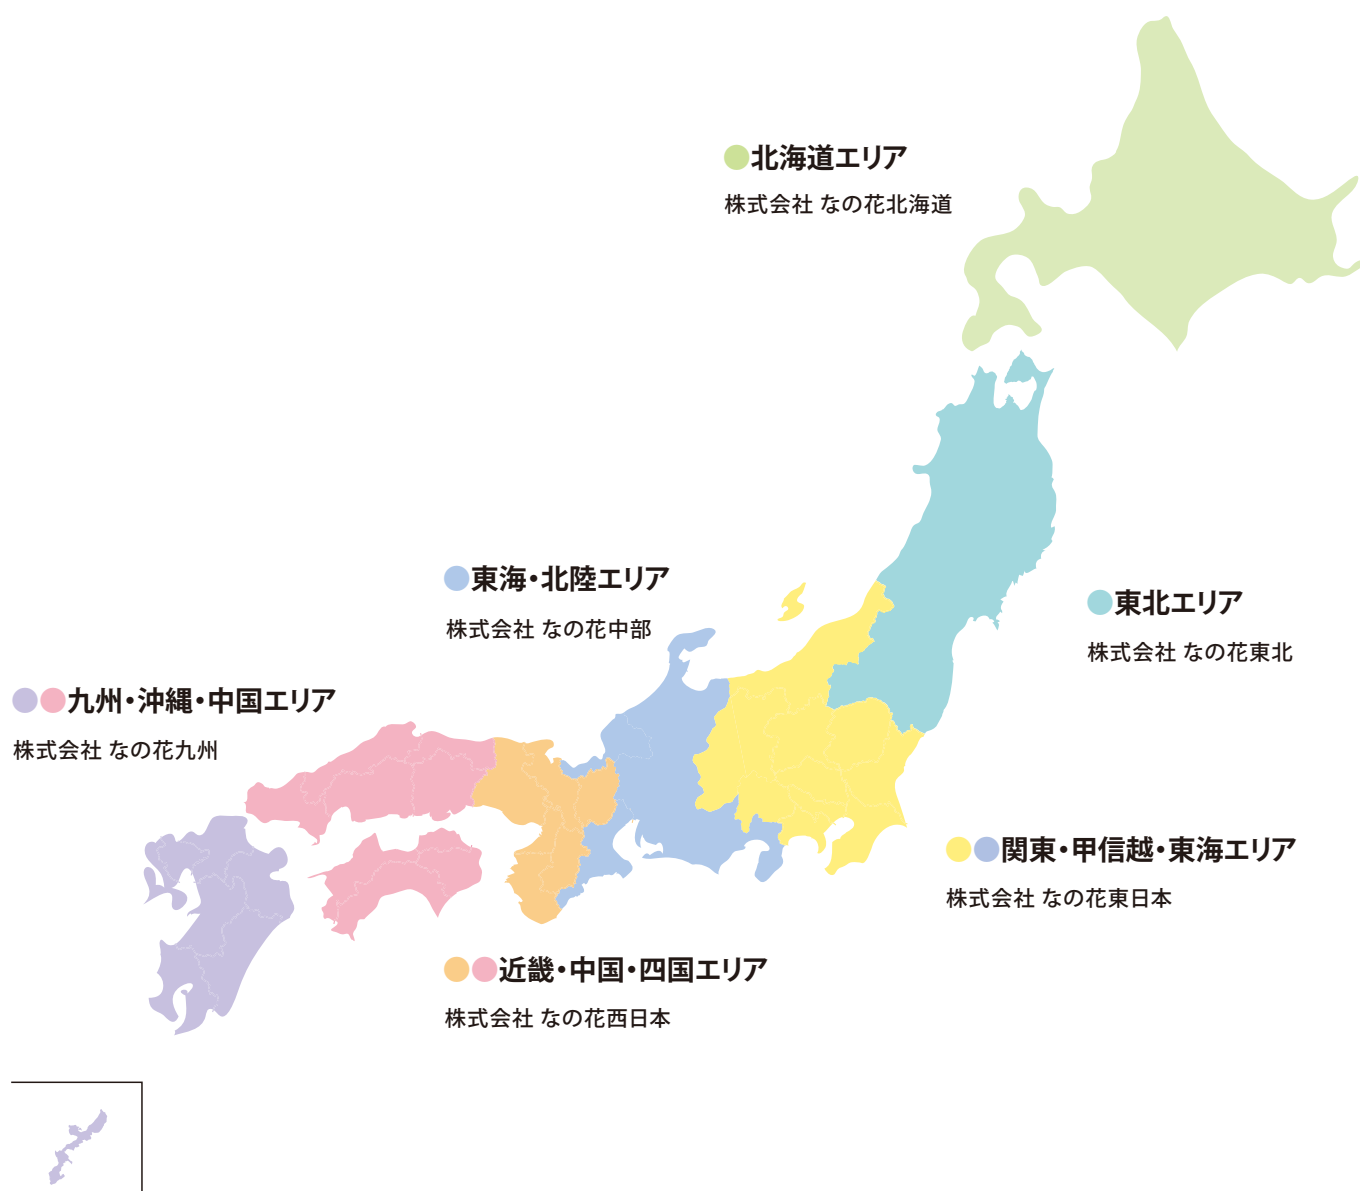 ●北海道エリア
株式会社 なの花北海道
●東海・北陸エリア
株式会社 なの花中部
●東北エリア
株式会社 なの花東北
●●九州・沖縄・中国エリア
株式会社 なの花九州
●●関東・甲信越・東海エリア
株式会社 なの花東日本
●●近畿・中国・四国エリア
株式会社 なの花西日本